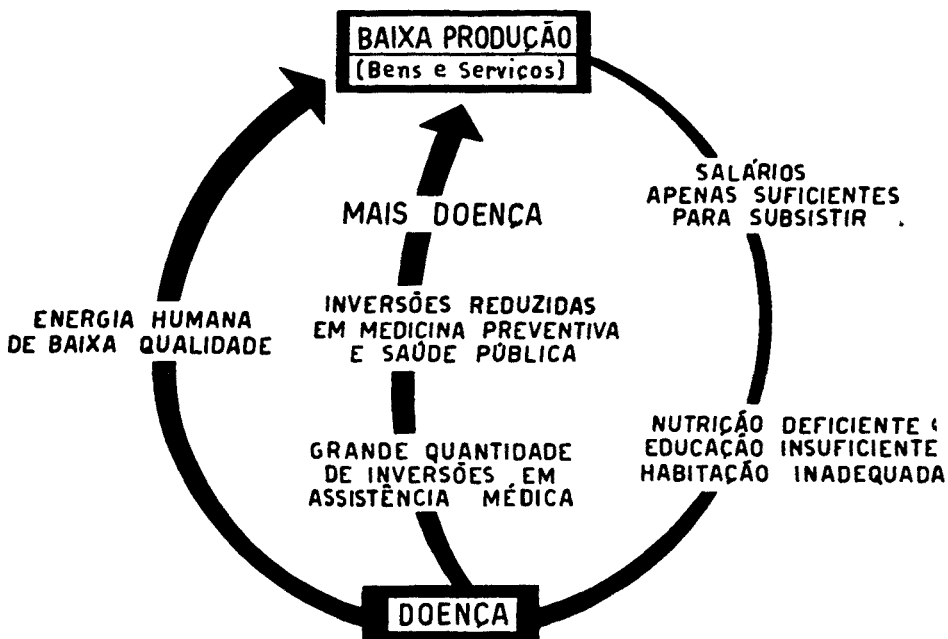 BAIXA PRODUÇÃO
(Bens e Serviços)
SALÁRIOS
APENAS SUFICIENTES
PARA SUBSISTIR
MAIS DOENÇA
ENERGIA HUMANA
DE BAIXA QUALIDADE
INVERSÕES REDUZIDAS
EM MEDICINA PREVENTIVA
E SAÚDE PÚBLICA
NUTRIÇÃO DEFICIENTE
EDUCAÇÃO INSUFICIENTE
HABITAÇÃO INADEQUADA
GRANDE QUANTIDADE
DE INVERSÕES EM
ASSISTÊNCIA MÉDICA
DOENÇA